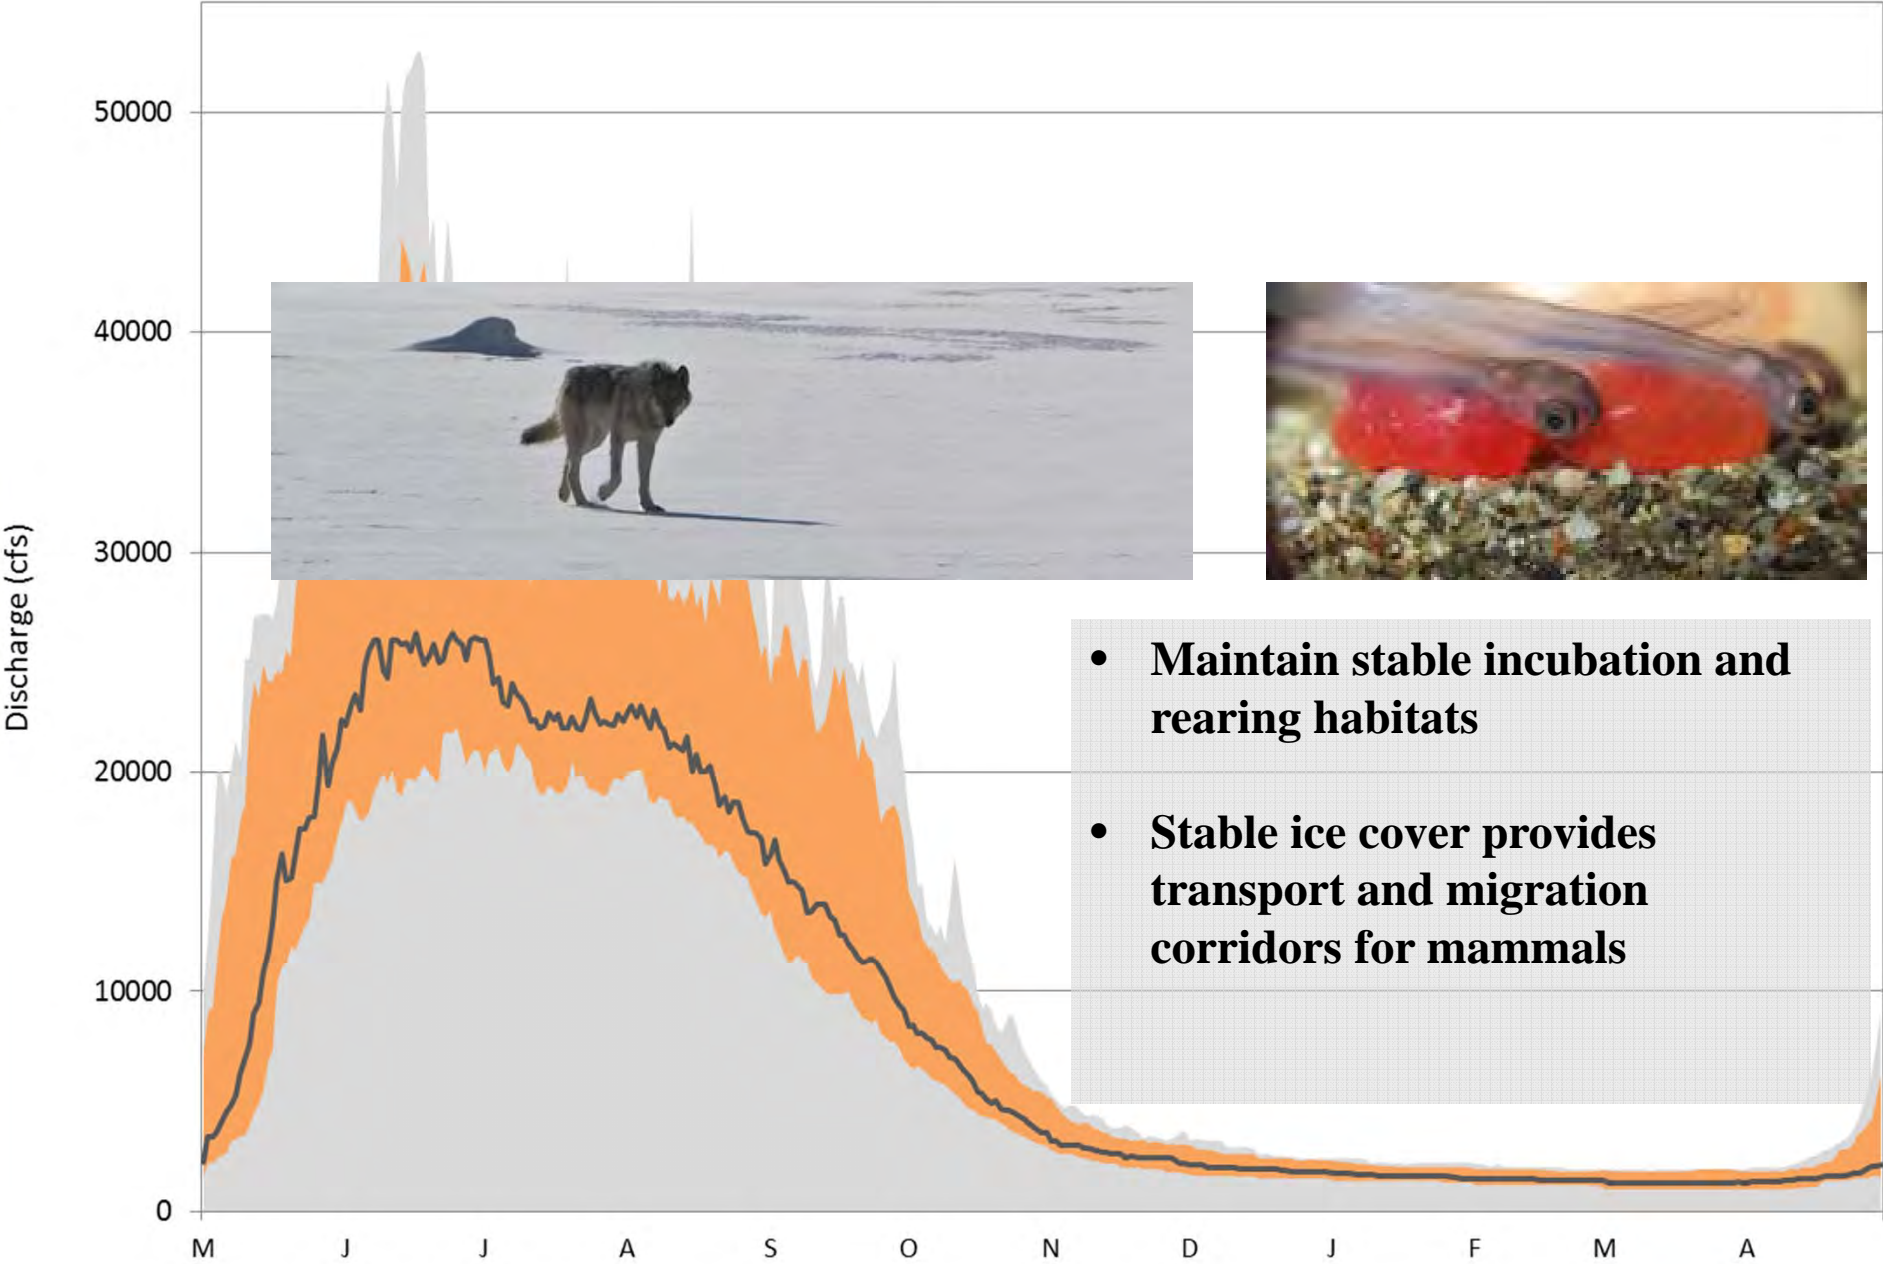 50000
40000
30000
20000
10000
0
Discharge (cfs)
M J J A S O N D J F M A
• Maintain stable incubation and
rearing habitats
• Stable ice cover provides
transport and migration
corridors for mammals